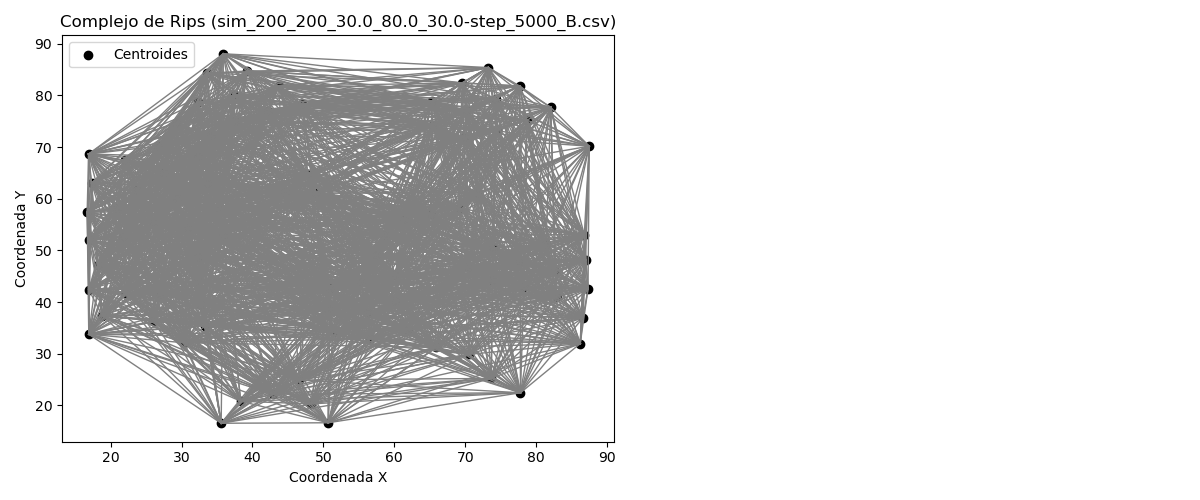 Complejo de Rips (sim_200_200_30.0_80.0_30.0-step_5000_B.csv)
Centroides
90
80
70
60
50
40
30
20
Coordenada Y
20 30 40 50 60 70 80 90
Coordenada X